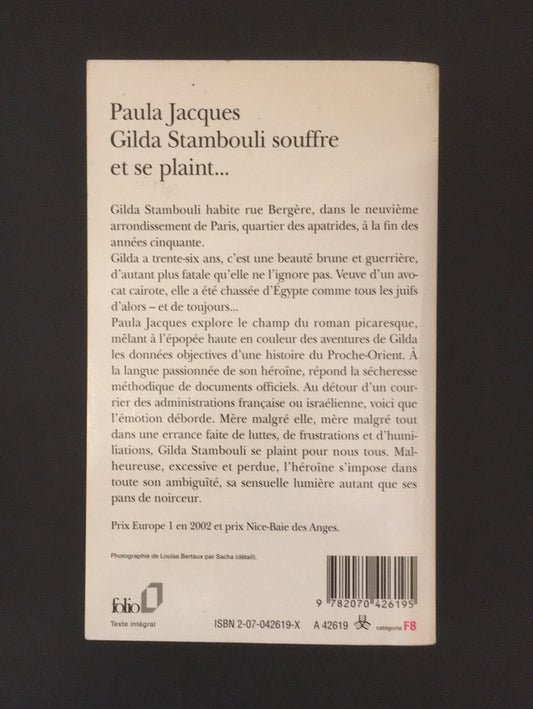 Paula Jacques
Gilda Stambouli souffre
et se plaint...
Gilda Stambouli habite rue Bergère, dans le neuvième
arrondissement de Paris, quartier des apatrides, à la fin des
années cinquante.
Gilda a trente-six ans, c'est une beauté brune et guerrière,
d'autant plus fatale qu'elle ne l'ignore pas. Veuve d'un avo-
cat cairote, elle a été chassée d'Égypte comme tous les juifs
d'alors – et de toujours...
Paula Jacques explore le champ du roman picaresque,
mêlant à l'épopée haute en couleur des aventures de Gilda
les données objectives d'une histoire du Proche-Orient. À
la langue passionnée de son héroïne, répond la sécheresse
méthodique de documents officiels. Au détour d'un cour-
rier des administrations française ou israélienne, voici que
l'émotion déborde. Mère malgré elle, mère malgré tout
dans une errance faite de luttes, de frustrations et d'humi-
liations, Gilda Stambouli se plaint pour nous tous. Mal-
heureuse, excessive et perdue, l'héroïne s'impose dans
toute son ambiguïté, sa sensuelle lumière autant que ses
pans de noirceur.
Prix Europe 1 en 2002 et prix Nice-Baie des Anges.
Photographie de Louise Bertaux par Sacha (détail).
9 782070 426195
folio
Texte intégral
ISBN 2-07-042619-X A 42619 catégorie F8